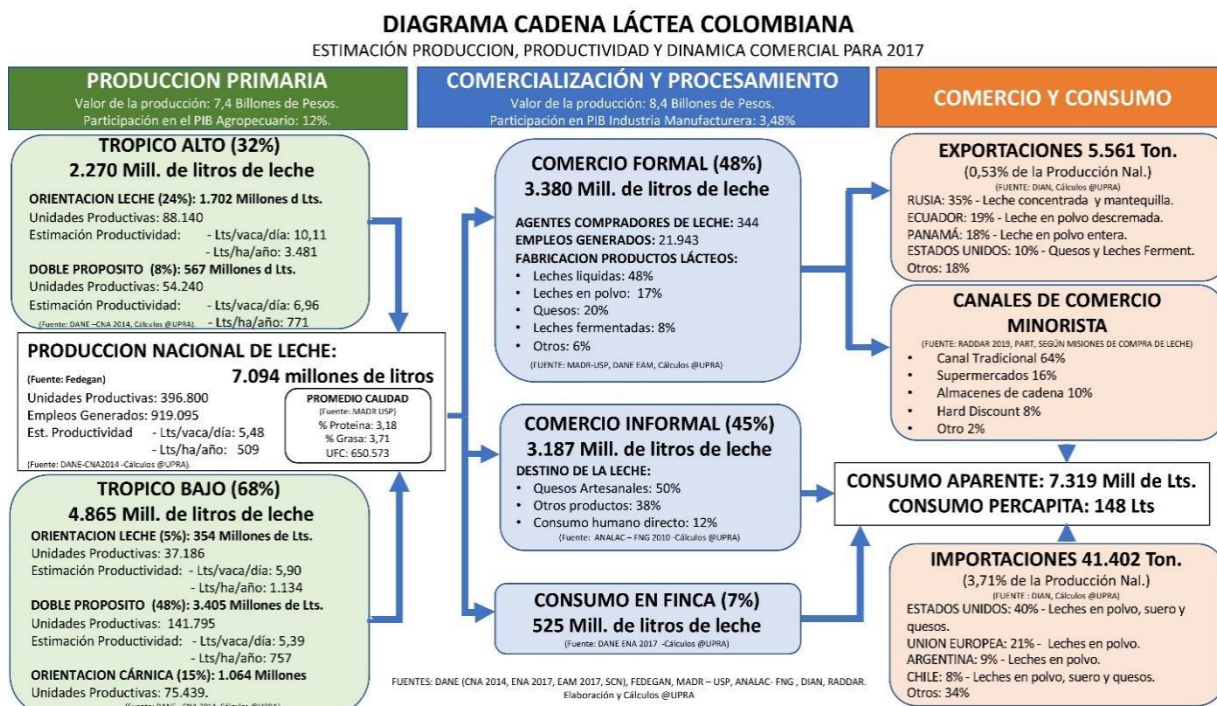 DIAGRAMA CADENA LÁCTEA COLOMBIANA
ESTIMACIÓN PRODUCCION, PRODUCTIVIDAD Y DINAMICA COMERCIAL PARA 2017
PRODUCCION PRIMARIA
Valor de la producción: 7,4 Billones de Pesos.
Participación en el PIB Agropecuario: 12%.
TROPICO ALTO (32%)
2.270 Mill. de litros de leche
ORIENTACION LECHE (24%): 1.702 Millones d Lts.
Unidades Productivas: 88.140
Estimación Productividad: - Lts/vaca/día: 10,11
- Lts/ha/año: 3.481
DOBLE PROPOSITO (8%): 567 Millones d Lts.
Unidades Productivas: 54.240
Estimación Productividad: - Lts/vaca/día: 6,96
(Fuente: DANE –CNA 2014, Cálculos @UPRA). - Lts/ha/año: 771
PRODUCCION NACIONAL DE LECHE:
(Fuente: Fedegan) 7.094 millones de litros
Unidades Productivas: 396.800
Empleos Generados: 919.095
Est. Productividad - Lts/vaca/día: 5,48
- Lts/ha/año: 509
(Fuente: DANE-CNA2014 -Cálculos @UPRA).
PROMEDIO CALIDAD
(Fuente: MADR USP)
% Proteína: 3,18
% Grasa: 3,71
UFC: 650.573
TROPICO BAJO (68%)
4.865 Mill. de litros de leche
ORIENTACION LECHE (5%): 354 Millones de Lts.
Unidades Productivas: 37.186
Estimación Productividad: - Lts/vaca/día: 5,90
- Lts/ha/año: 1.134
DOBLE PROPOSITO (48%): 3.405 Millones de Lts.
Unidades Productivas: 141.795
Estimación Productividad: - Lts/vaca/día: 5,39
- Lts/ha/año: 757
ORIENTACION CÁRNICA (15%): 1.064 Millones
Unidades Productivas: 75.439.
COMERCIALIZACIÓN Y PROCESAMIENTO
Valor de la producción: 8,4 Billones de Pesos.
Participación en PIB Industria Manufacturera: 3,48%
COMERCIO FORMAL (48%)
3.380 Mill. de litros de leche
AGENTES COMPRADORES DE LECHE: 344
EMPLEOS GENERADOS: 21.943
FABRICACION PRODUCTOS LÁCTEOS:
• Leches liquidas: 48%
• Leches en polvo: 17%
• Quesos: 20%
• Leches fermentadas: 8%
• Otros: 6%
(FUENTE: MADR-USP, DANE EAM, Cálculos @UPRA)
COMERCIO INFORMAL (45%)
3.187 Mill. de litros de leche
DESTINO DE LA LECHE:
• Quesos Artesanales: 50%
• Otros productos: 38%
• Consumo humano directo: 12%
(Fuente: ANALAC – FNG 2010 -Cálculos @UPRA)
CONSUMO EN FINCA (7%)
525 Mill. de litros de leche
(Fuente: DANE ENA 2017 -Cálculos @UPRA)
FUENTES: DANE (CNA 2014, ENA 2017, EAM 2017, SCN), FEDEGAN, MADR – USP, ANALAC- FNG , DIAN, RADDAR.
Elaboración y Cálculos @UPRA
COMERCIO Y CONSUMO
EXPORTACIONES 5.561 Ton.
(0,53% de la Producción Nal.)
(FUENTE: DIAN, Cálculos @UPRA)
RUSIA: 35% - Leche concentrada y mantequilla.
ECUADOR: 19% - Leche en polvo descremada.
PANAMÁ: 18% - Leche en polvo entera.
ESTADOS UNIDOS: 10% - Quesos y Leches Ferment.
Otros: 18%
CANALES DE COMERCIO
MINORISTA
(FUENTE: RADDAR 2019, PART, SEGÚN MISIONES DE COMPRA DE LECHE)
• Canal Tradicional 64%
• Supermercados 16%
• Almacenes de cadena 10%
• Hard Discount 8%
• Otro 2%
CONSUMO APARENTE: 7.319 Mill de Lts.
CONSUMO PERCAPITA: 148 Lts
IMPORTACIONES 41.402 Ton.
(3,71% de la Producción Nal.)
(FUENTE : DIAN, Cálculos @UPRA)
ESTADOS UNIDOS: 40% - Leches en polvo, suero y
quesos.
UNION EUROPEA: 21% - Leches en polvo.
ARGENTINA: 9% - Leches en polvo.
CHILE: 8% - Leches en polvo, suero y quesos.
Otros: 34%